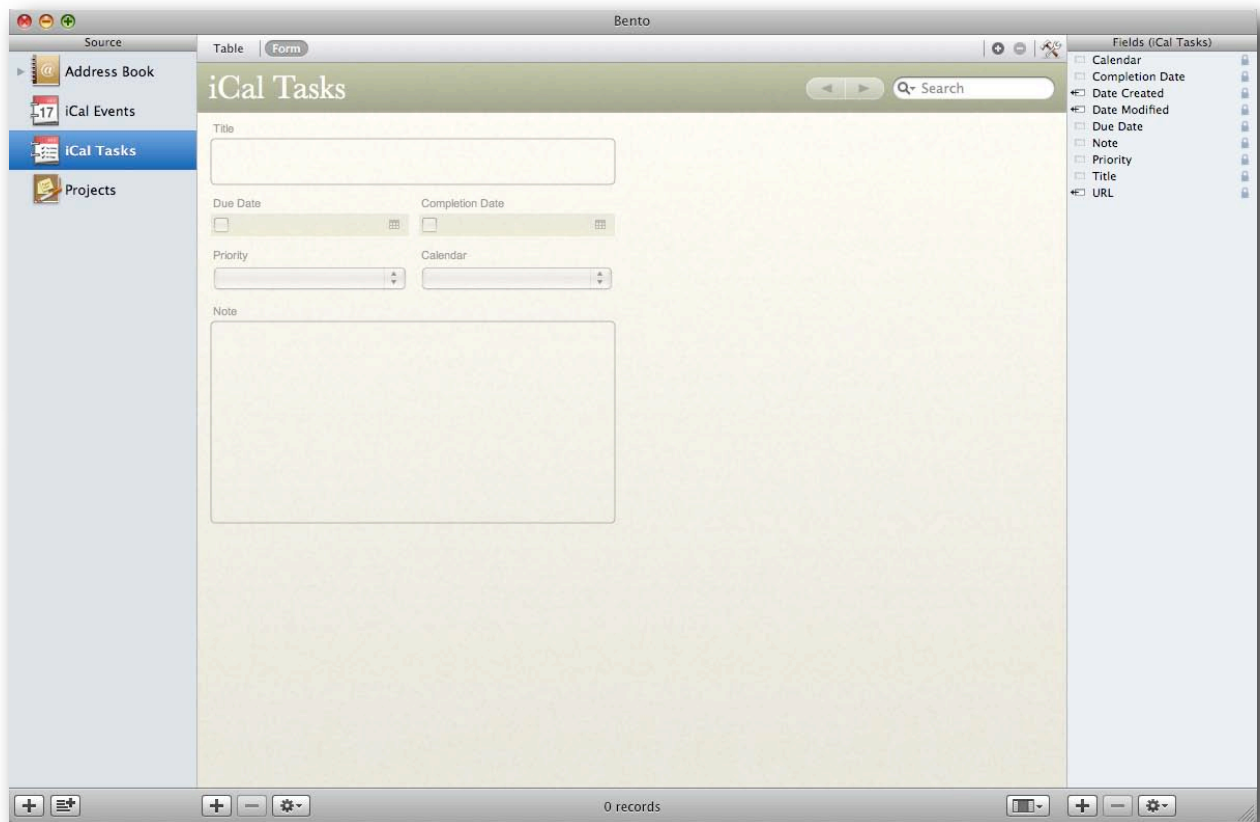 Bento
Source
Address Book
17
iCal Events
iCal Tasks
Projects
Table Form
iCal Tasks
Search
Title
Due Date Completion Date
Priority Calendar
Note
0 records
Fields (iCal Tasks)
Calendar
Completion Date
Date Created
Date Modified
Due Date
Note
Priority
Title
URL